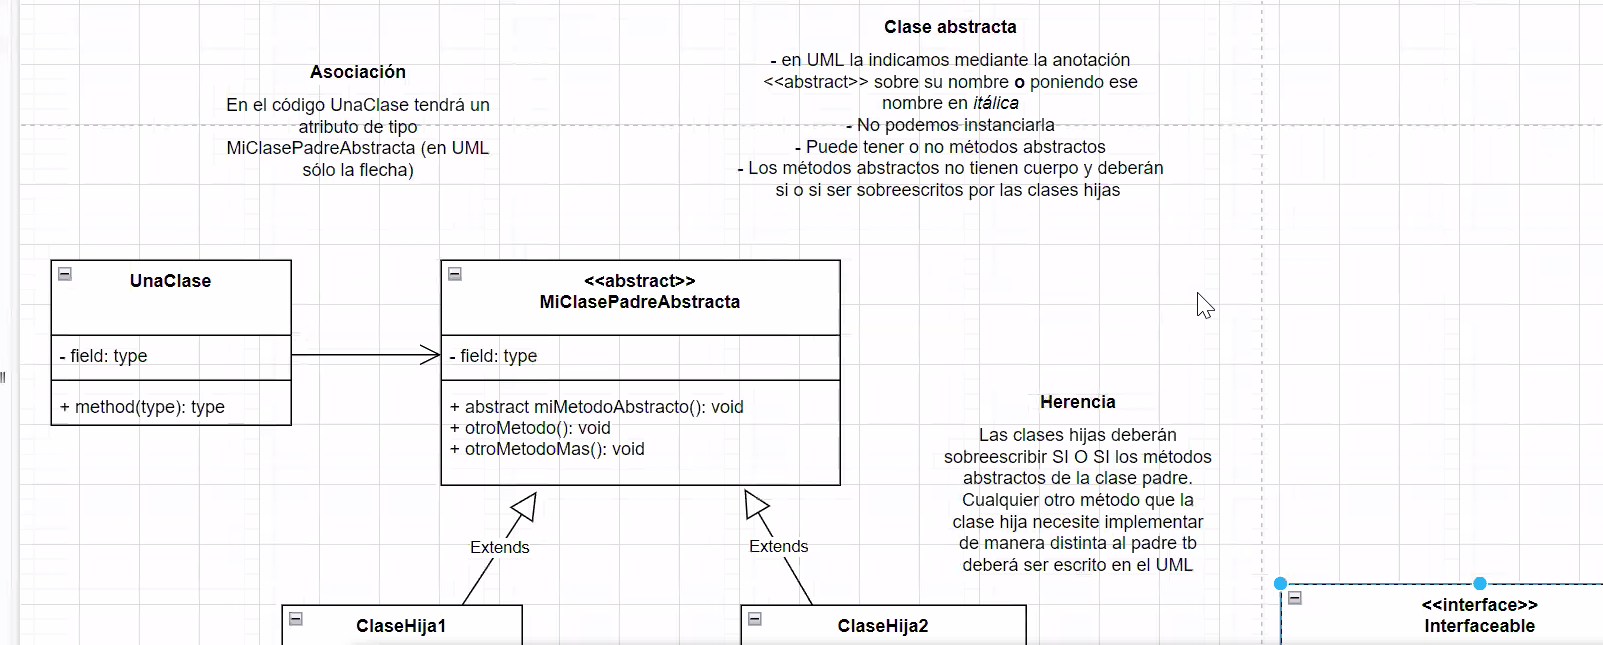 Asociación
En el código UnaClase tendrá un
atributo de tipo
MiClasePadreAbstracta (en UML
sólo la flecha)
Clase abstracta
- en UML la indicamos mediante la anotación
<<abstract>> sobre su nombre o poniendo ese
nombre en itálica
- No podemos instanciarla
- Puede tener o no métodos abstractos
- Los métodos abstractos no tienen cuerpo y deberán
si o si ser sobreescritos por las clases hijas
UnaClase
- field: type
+ method(type): type
<<abstract>>
MiClasePadreAbstracta
- field: type
+ abstract miMetodoAbstracto(): void
+ otroMetodo(): void
+ otroMetodoMas(): void
Herencia
Las clases hijas deberán
sobreescribir SI O SI los métodos
abstractos de la clase padre.
Cualquier otro método que la
clase hija necesite implementar
de manera distinta al padre tb
deberá ser escrito en el UML
Extends
Extends
ClaseHija1
ClaseHija2
<<interface>>
Interfaceable